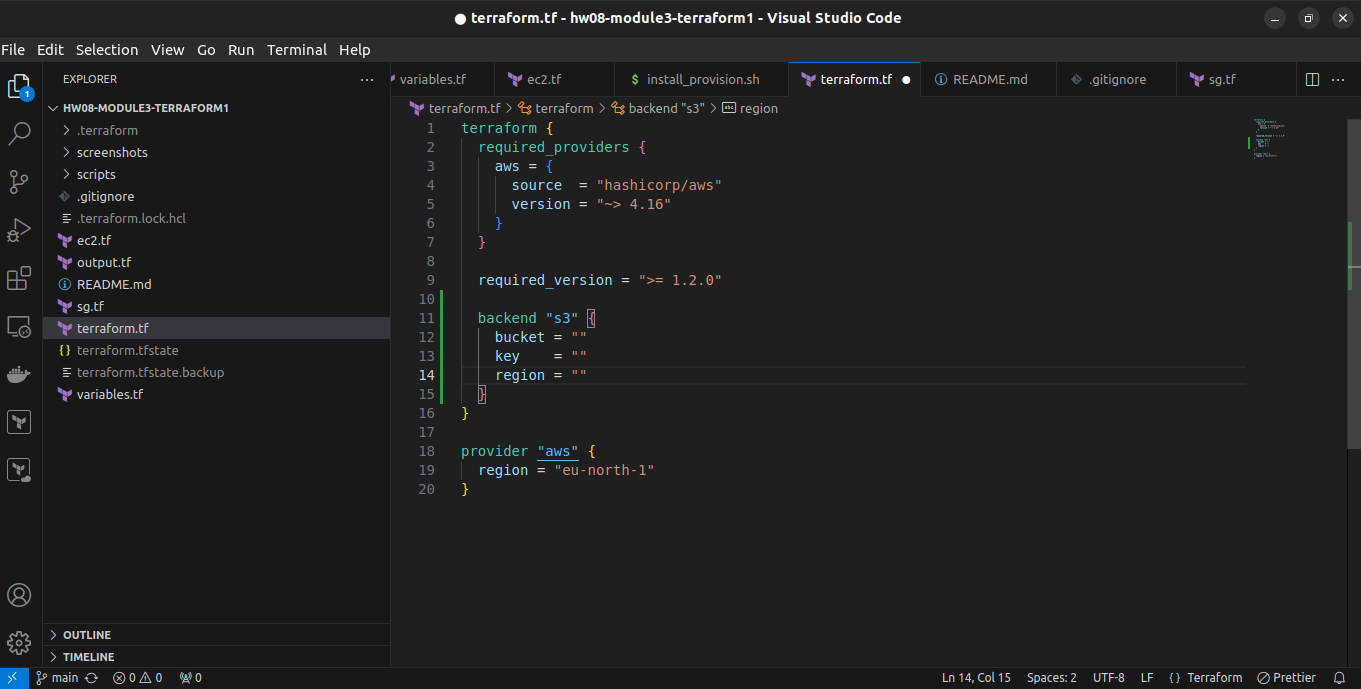 terraform.tf - hw08-module3-terraform1 - Visual Studio Code
File Edit Selection View Go Run Terminal Help
EXPLORER
1
HW08-MODULE3-TERRAFORM1
.terraform
screenshots
scripts
.gitignore
.terraform.lock.hcl
ec2.tf
output.tf
README.md
sg.tf
terraform.tf
{} terraform.tfstate
terraform.tfstate.backup
variables.tf
OUTLINE
TIMELINE
variables.tf ec2.tf $ install_provision.sh terraform.tf README.md .gitignore sg.tf
terraform.tf > terraform > backend "s3" > region
1 terraform {
2 required_providers {
3 aws = {
4 source  = "hashicorp/aws"
5 version = "~> 4.16"
6 }
7 }
8
9 required_version = ">= 1.2.0"
10
11 backend "s3" {
12 bucket = ""
13 key    = ""
14 region = ""
15 }
16 }
17
18 provider "aws" {
19 region = "eu-north-1"
20 }
main 0 0 0 Ln 14, Col 15 Spaces: 2 UTF-8 LF {} Terraform Prettier